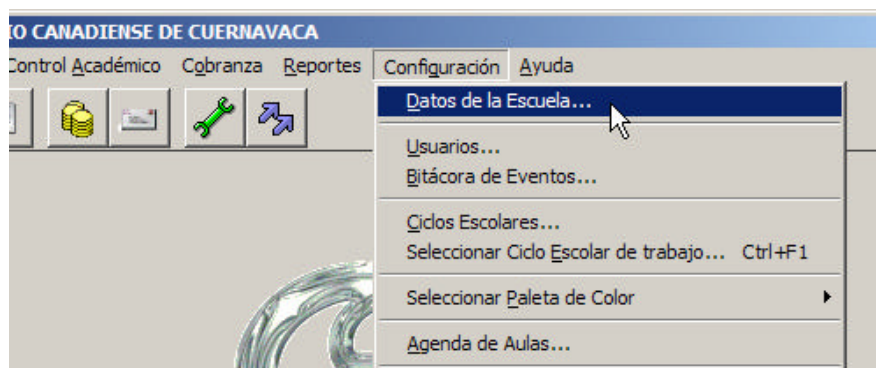 IO CANADIENSE DE CUERNAVACA
Control Académico Cobranza Reportes Configuración Ayuda
Datos de la Escuela...
Usuarios...
Bitácora de Eventos...
Ciclos Escolares...
Seleccionar Ciclo Escolar de trabajo... Ctrl+F1
Seleccionar Paleta de Color
Agenda de Aulas...